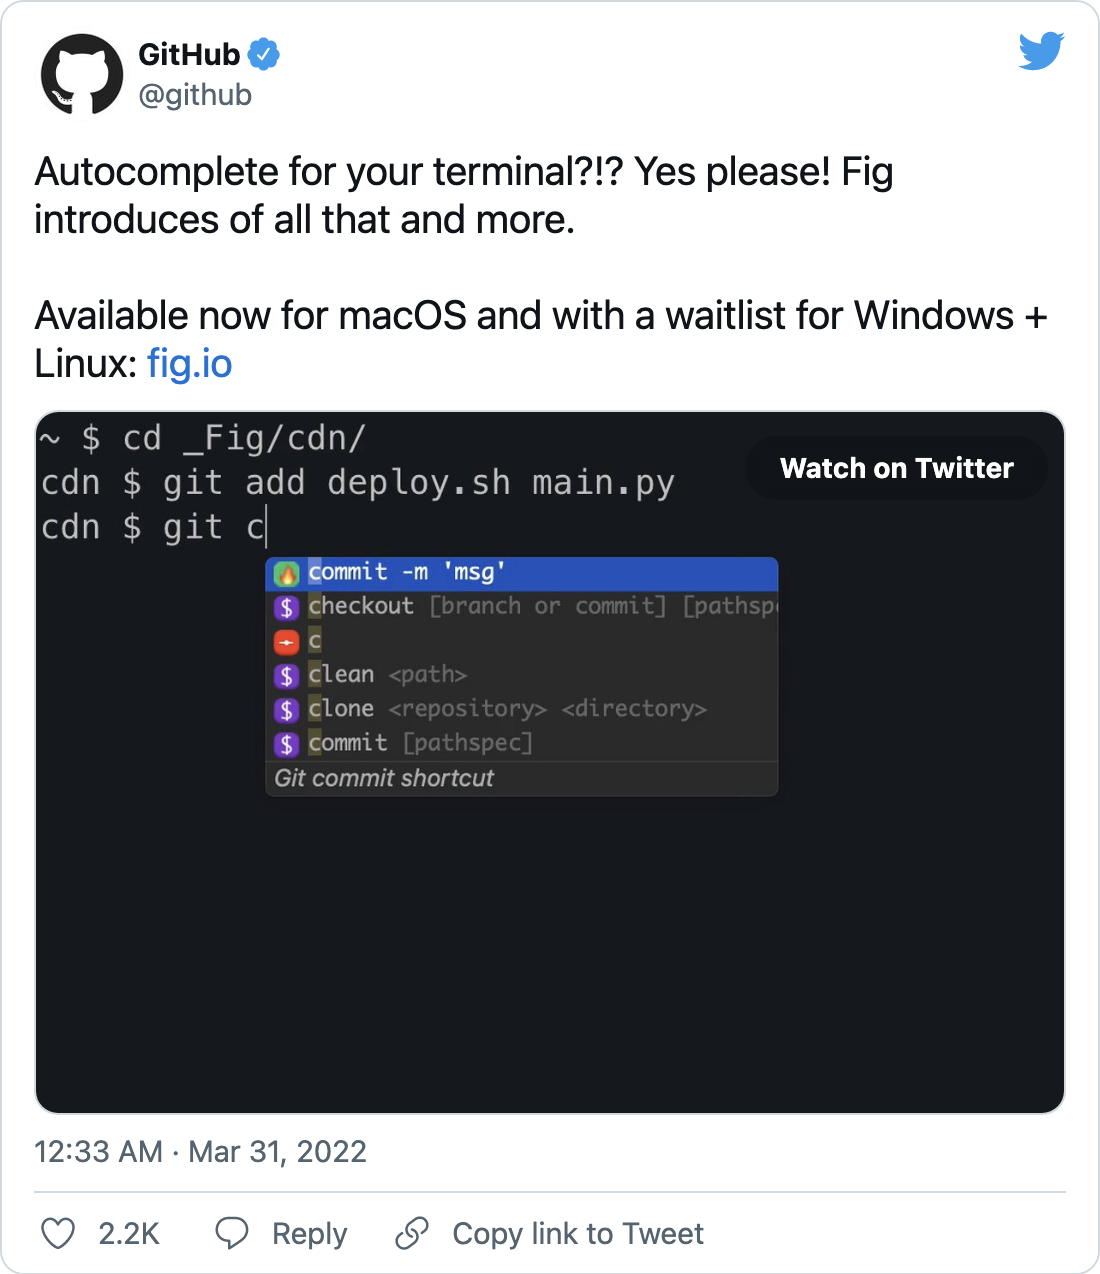 GitHub
@github
Autocomplete for your terminal?!? Yes please! Fig
introduces of all that and more.
Available now for macOS and with a waitlist for Windows +
Linux: fig.io
~ $ cd _Fig/cdn/
Watch on Twitter
cdn $ git add deploy.sh main.py
cdn $ git c
commit -m 'msg'
$ checkout [branch or commit] [pathsp
c
$ clean <path>
$ clone <repository> <directory>
$ commit [pathspec]
Git commit shortcut
12:33 AM · Mar 31, 2022
2.2K Reply Copy link to Tweet